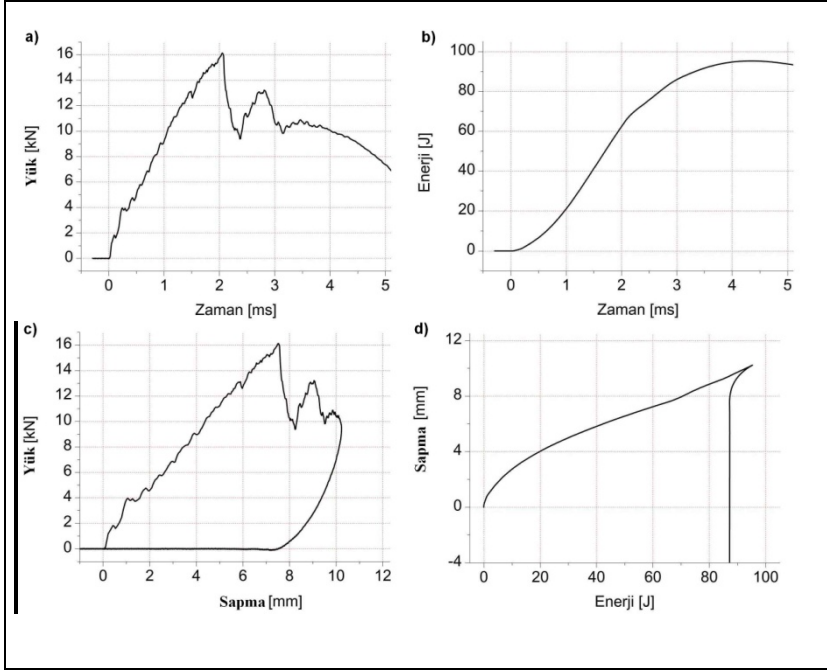 a)
Yük [kN]
16
14
12
10
8
6
4
2
0
0 1 2 3 4 5
Zaman [ms]
b)
Enerji [J]
100
80
60
40
20
0
0 1 2 3 4 5
Zaman [ms]
c)
Yük [kN]
16
14
12
10
8
6
4
2
0
0 2 4 6 8 10 12
Sapma [mm]
d)
Sapma [mm]
12
8
4
0
-4
0 20 40 60 80 100
Enerji [J]